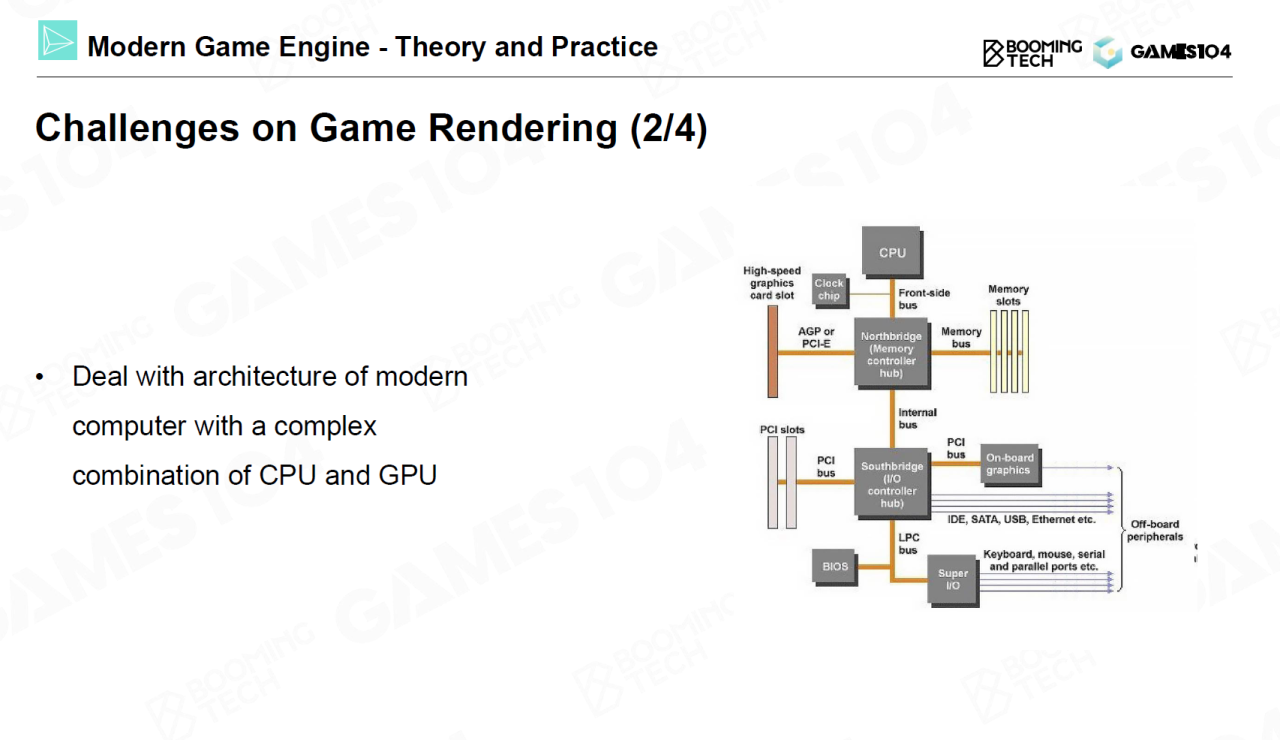 Modern Game Engine - Theory and Practice
BOOMING
TECH
GAMES104
Challenges on Game Rendering (2/4)
• Deal with architecture of modern
computer with a complex
combination of CPU and GPU
CPU
High-speed
graphics
card slot
Clock
chip
Front-side
bus
Memory
slots
AGP or
PCI-E
Northbridge
(Memory
controller
hub)
Memory
bus
Internal
bus
PCI slots
PCI
bus
Southbridge
(I/O
controller
hub)
PCI
bus
On-board
graphics
IDE, SATA, USB, Ethernet etc.
Off-board
peripherals
LPC
bus
BIOS
Super
I/O
Keyboard, mouse, serial
and parallel ports etc.